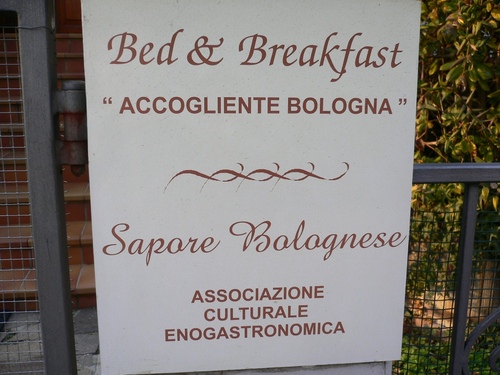 Bed & Breakfast
“ ACCOGLIENTE BOLOGNA ”
Sapore Bolognese
ASSOCIAZIONE
CULTURALE
ENOGASTRONOMICA